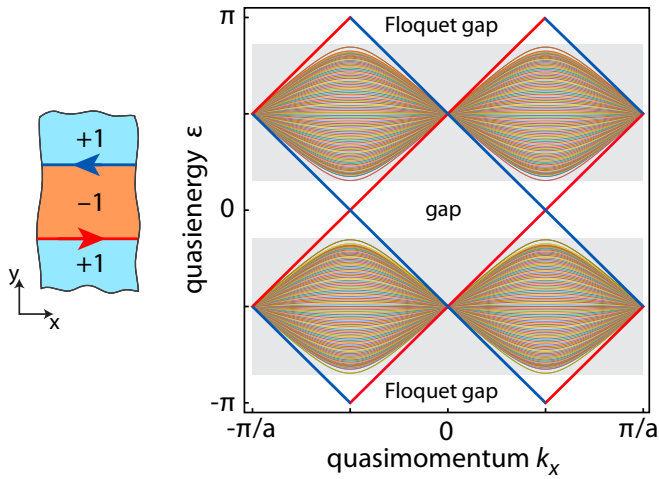 +1
−1
+1
y
x
π
Floquet gap
quasienergy ε
0
gap
Floquet gap
-π
-π/a
0
π/a
quasimomentum kx